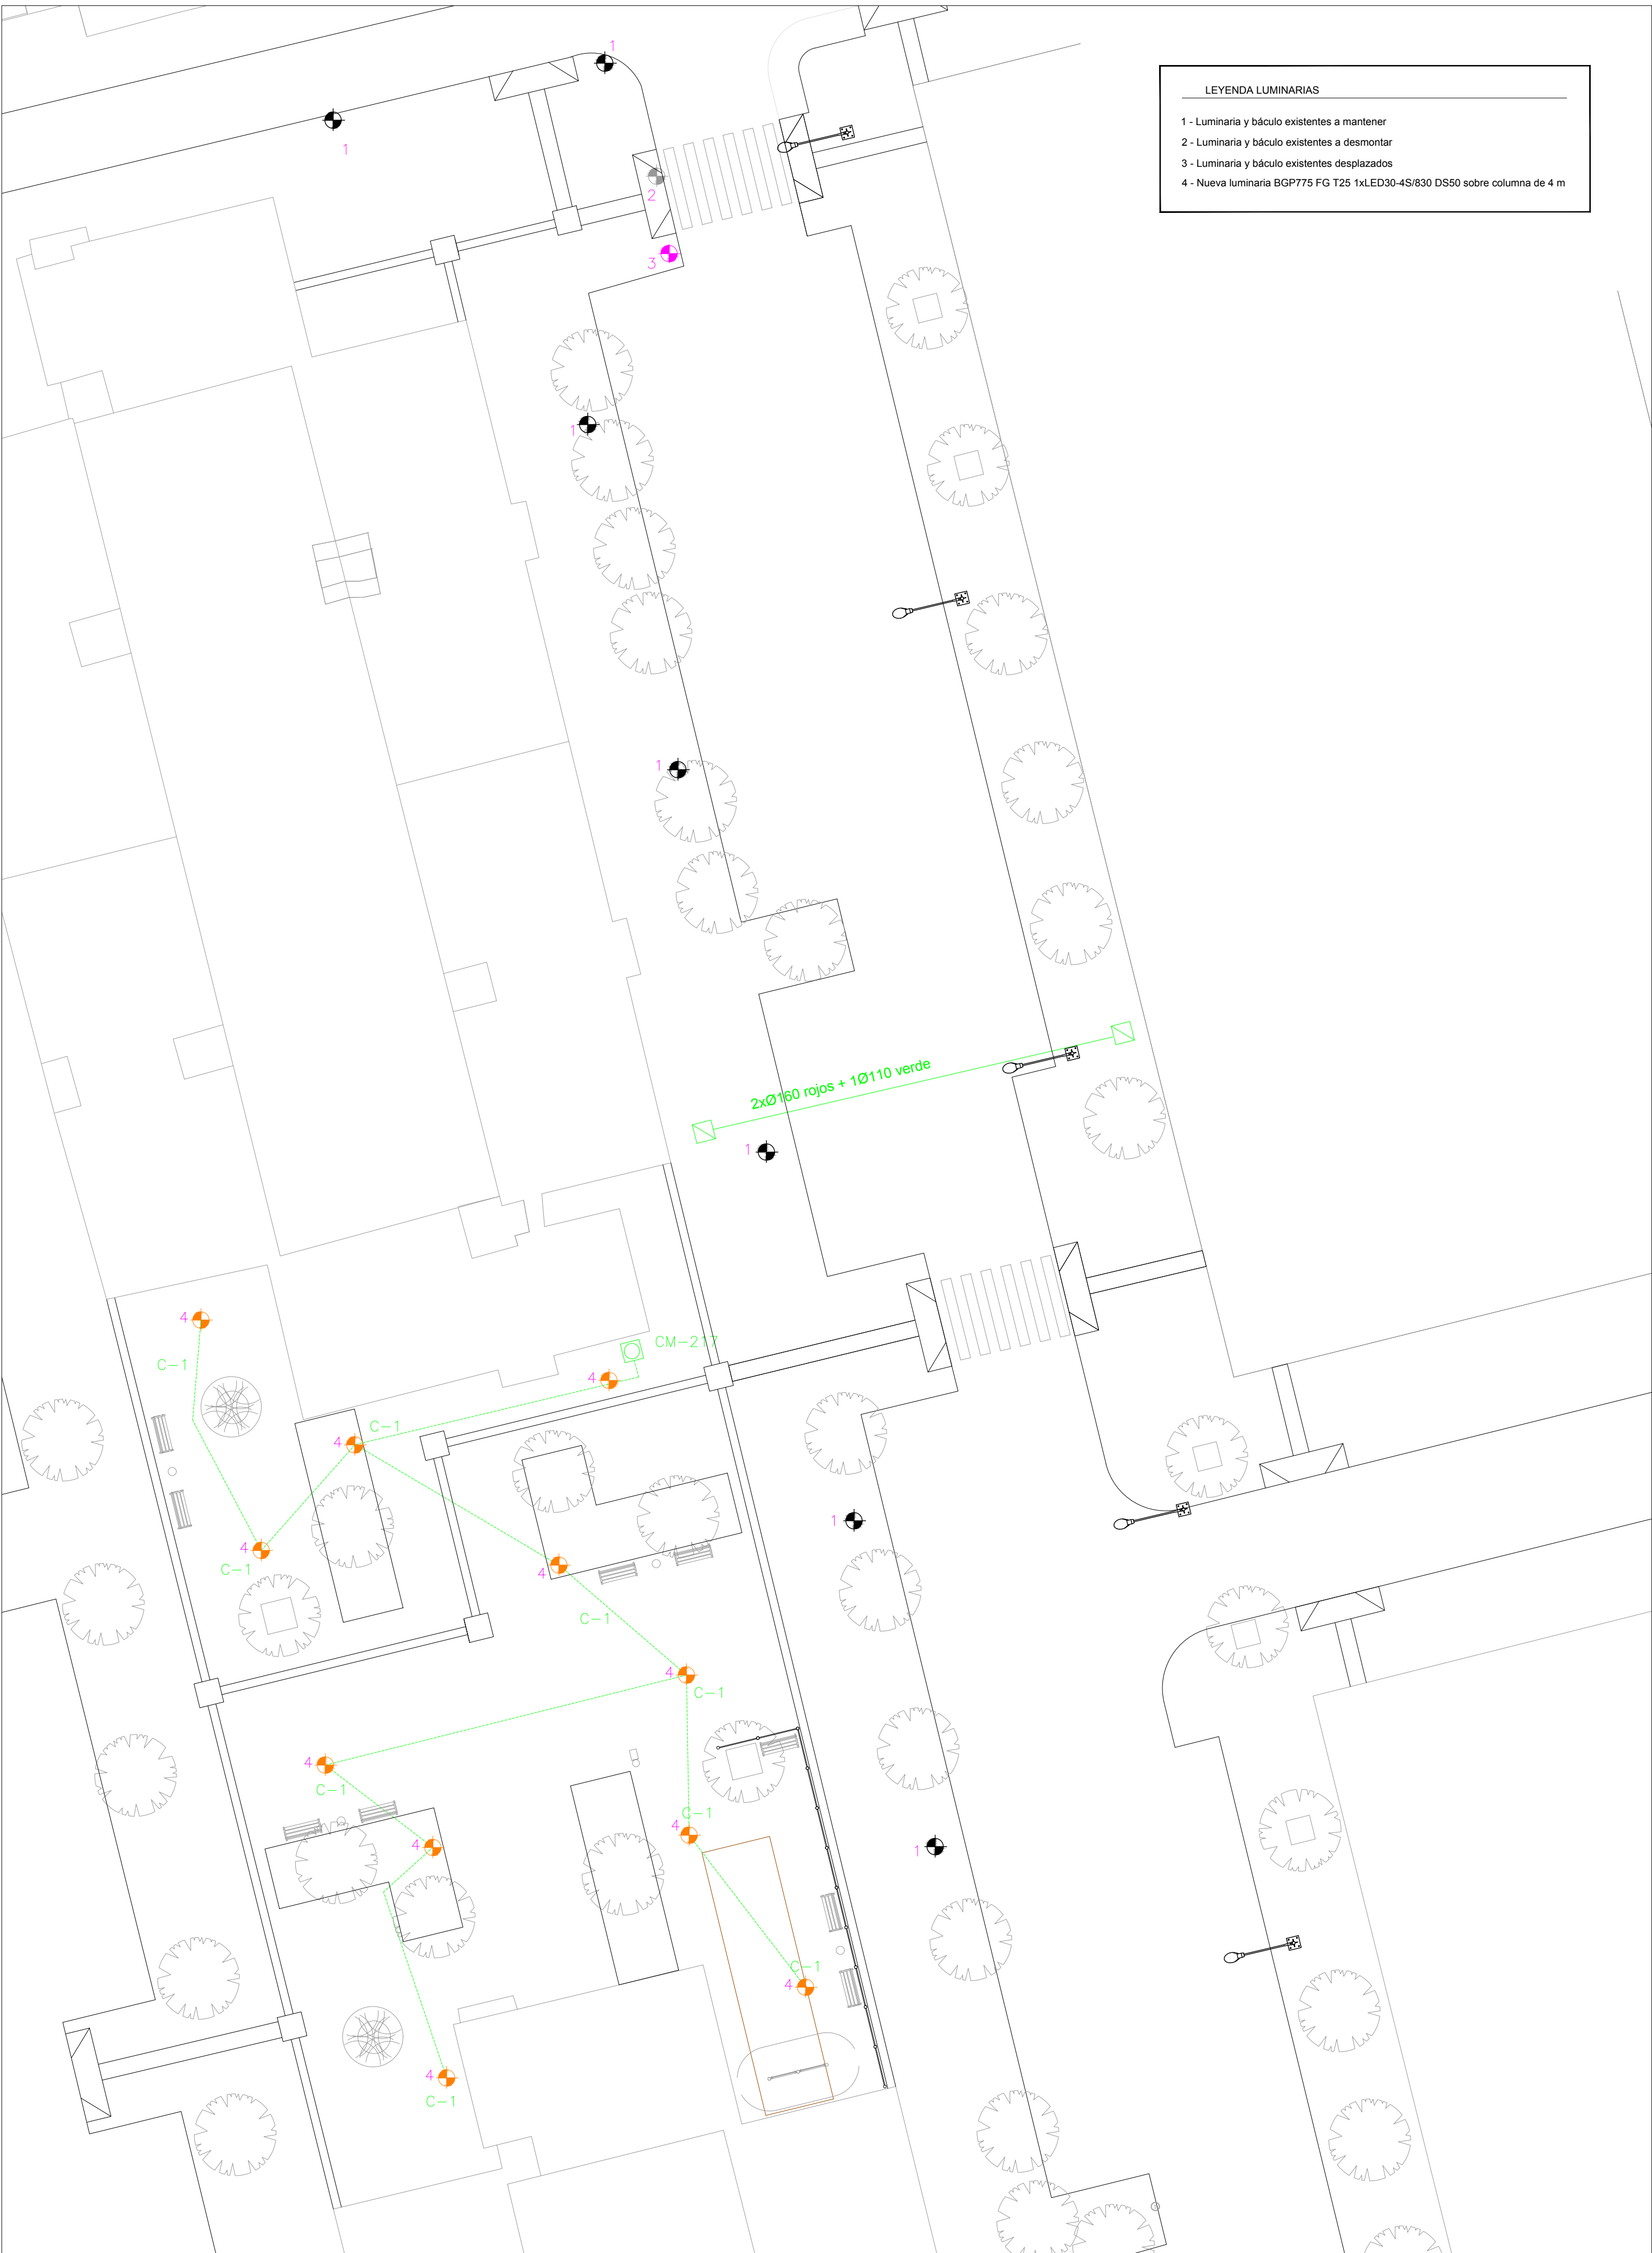 1
1
LEYENDA LUMINARIAS
1 - Luminaria y báculo existentes a mantener
2 - Luminaria y báculo existentes a desmontar
3 - Luminaria y báculo existentes desplazados
4 - Nueva luminaria BGP775 FG T25 1xLED30-4S/830 DS50 sobre columna de 4 m
2
3
1
1
2xØ160 rojos + 1Ø110 verde
1
4
CM-217
C-1
4
C-1
4
1
4
C-1
4
C-1
4
C-1
4
C-1
C-1
4
4
1
C-1
4
4
C-1